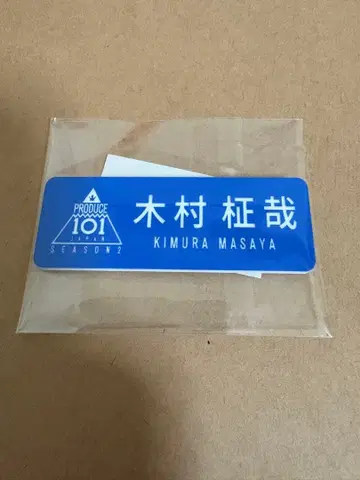 PRODUCE
101
JAPAN
SEASON2
木村 柾哉
KIMURA MASAYA